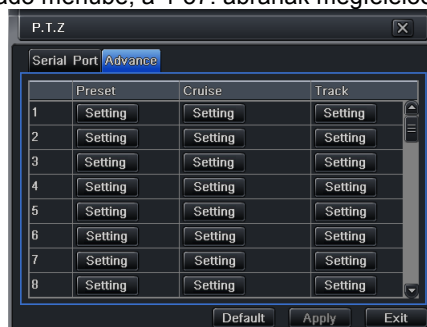 menübe, a
P.T.Z X
Serial Port Advance
Preset Cruise Track
1 Setting Setting Setting
2 Setting Setting Setting
3 Setting Setting Setting
4 Setting Setting Setting
5 Setting Setting Setting
6 Setting Setting Setting
7 Setting Setting Setting
8 Setting Setting Setting
Default Apply Exit